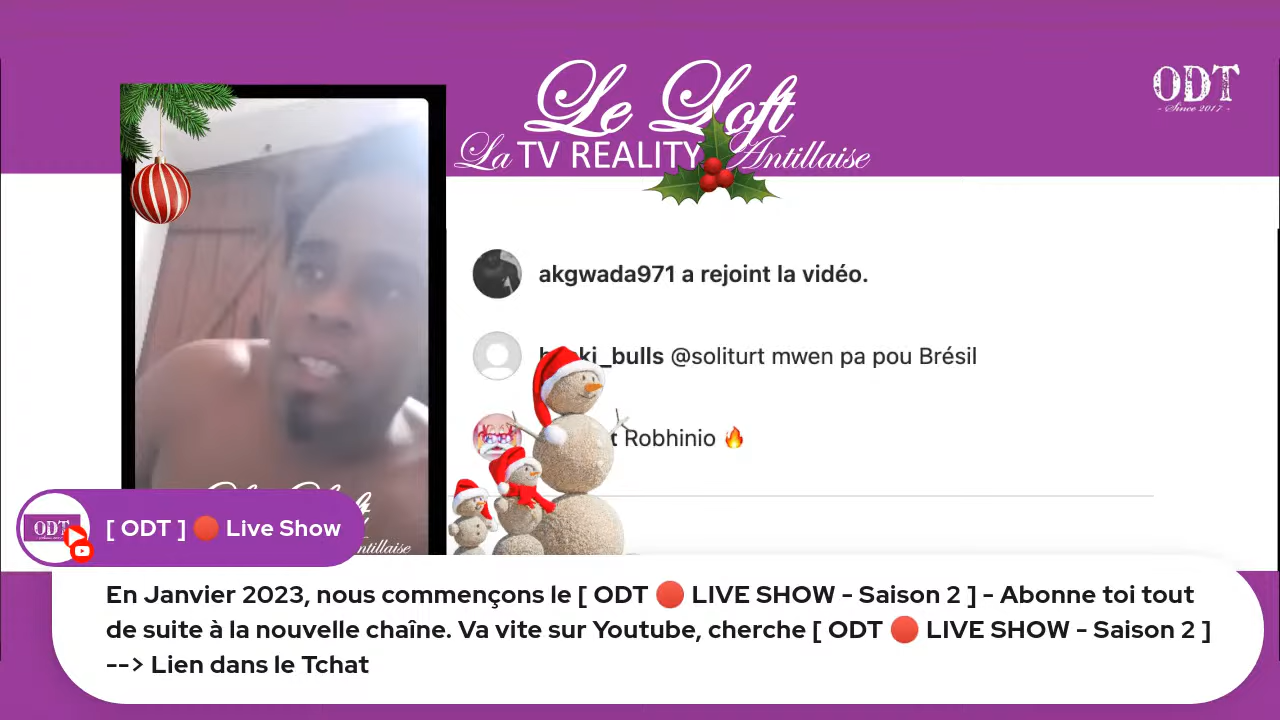 Le Loft
La TV REALITY Antillaise
ODT
- Since 2017 -
akgwada971 a rejoint la vidéo.
@soliturt mwen pa pou Brésil
Robhinio 🔥
ODT
[ ODT ] 🔴 Live Show
En Janvier 2023, nous commençons le [ ODT 🔴 LIVE SHOW - Saison 2 ] - Abonne toi tout
de suite à la nouvelle chaîne. Va vite sur Youtube, cherche [ ODT 🔴 LIVE SHOW - Saison 2 ]
--> Lien dans le Tchat